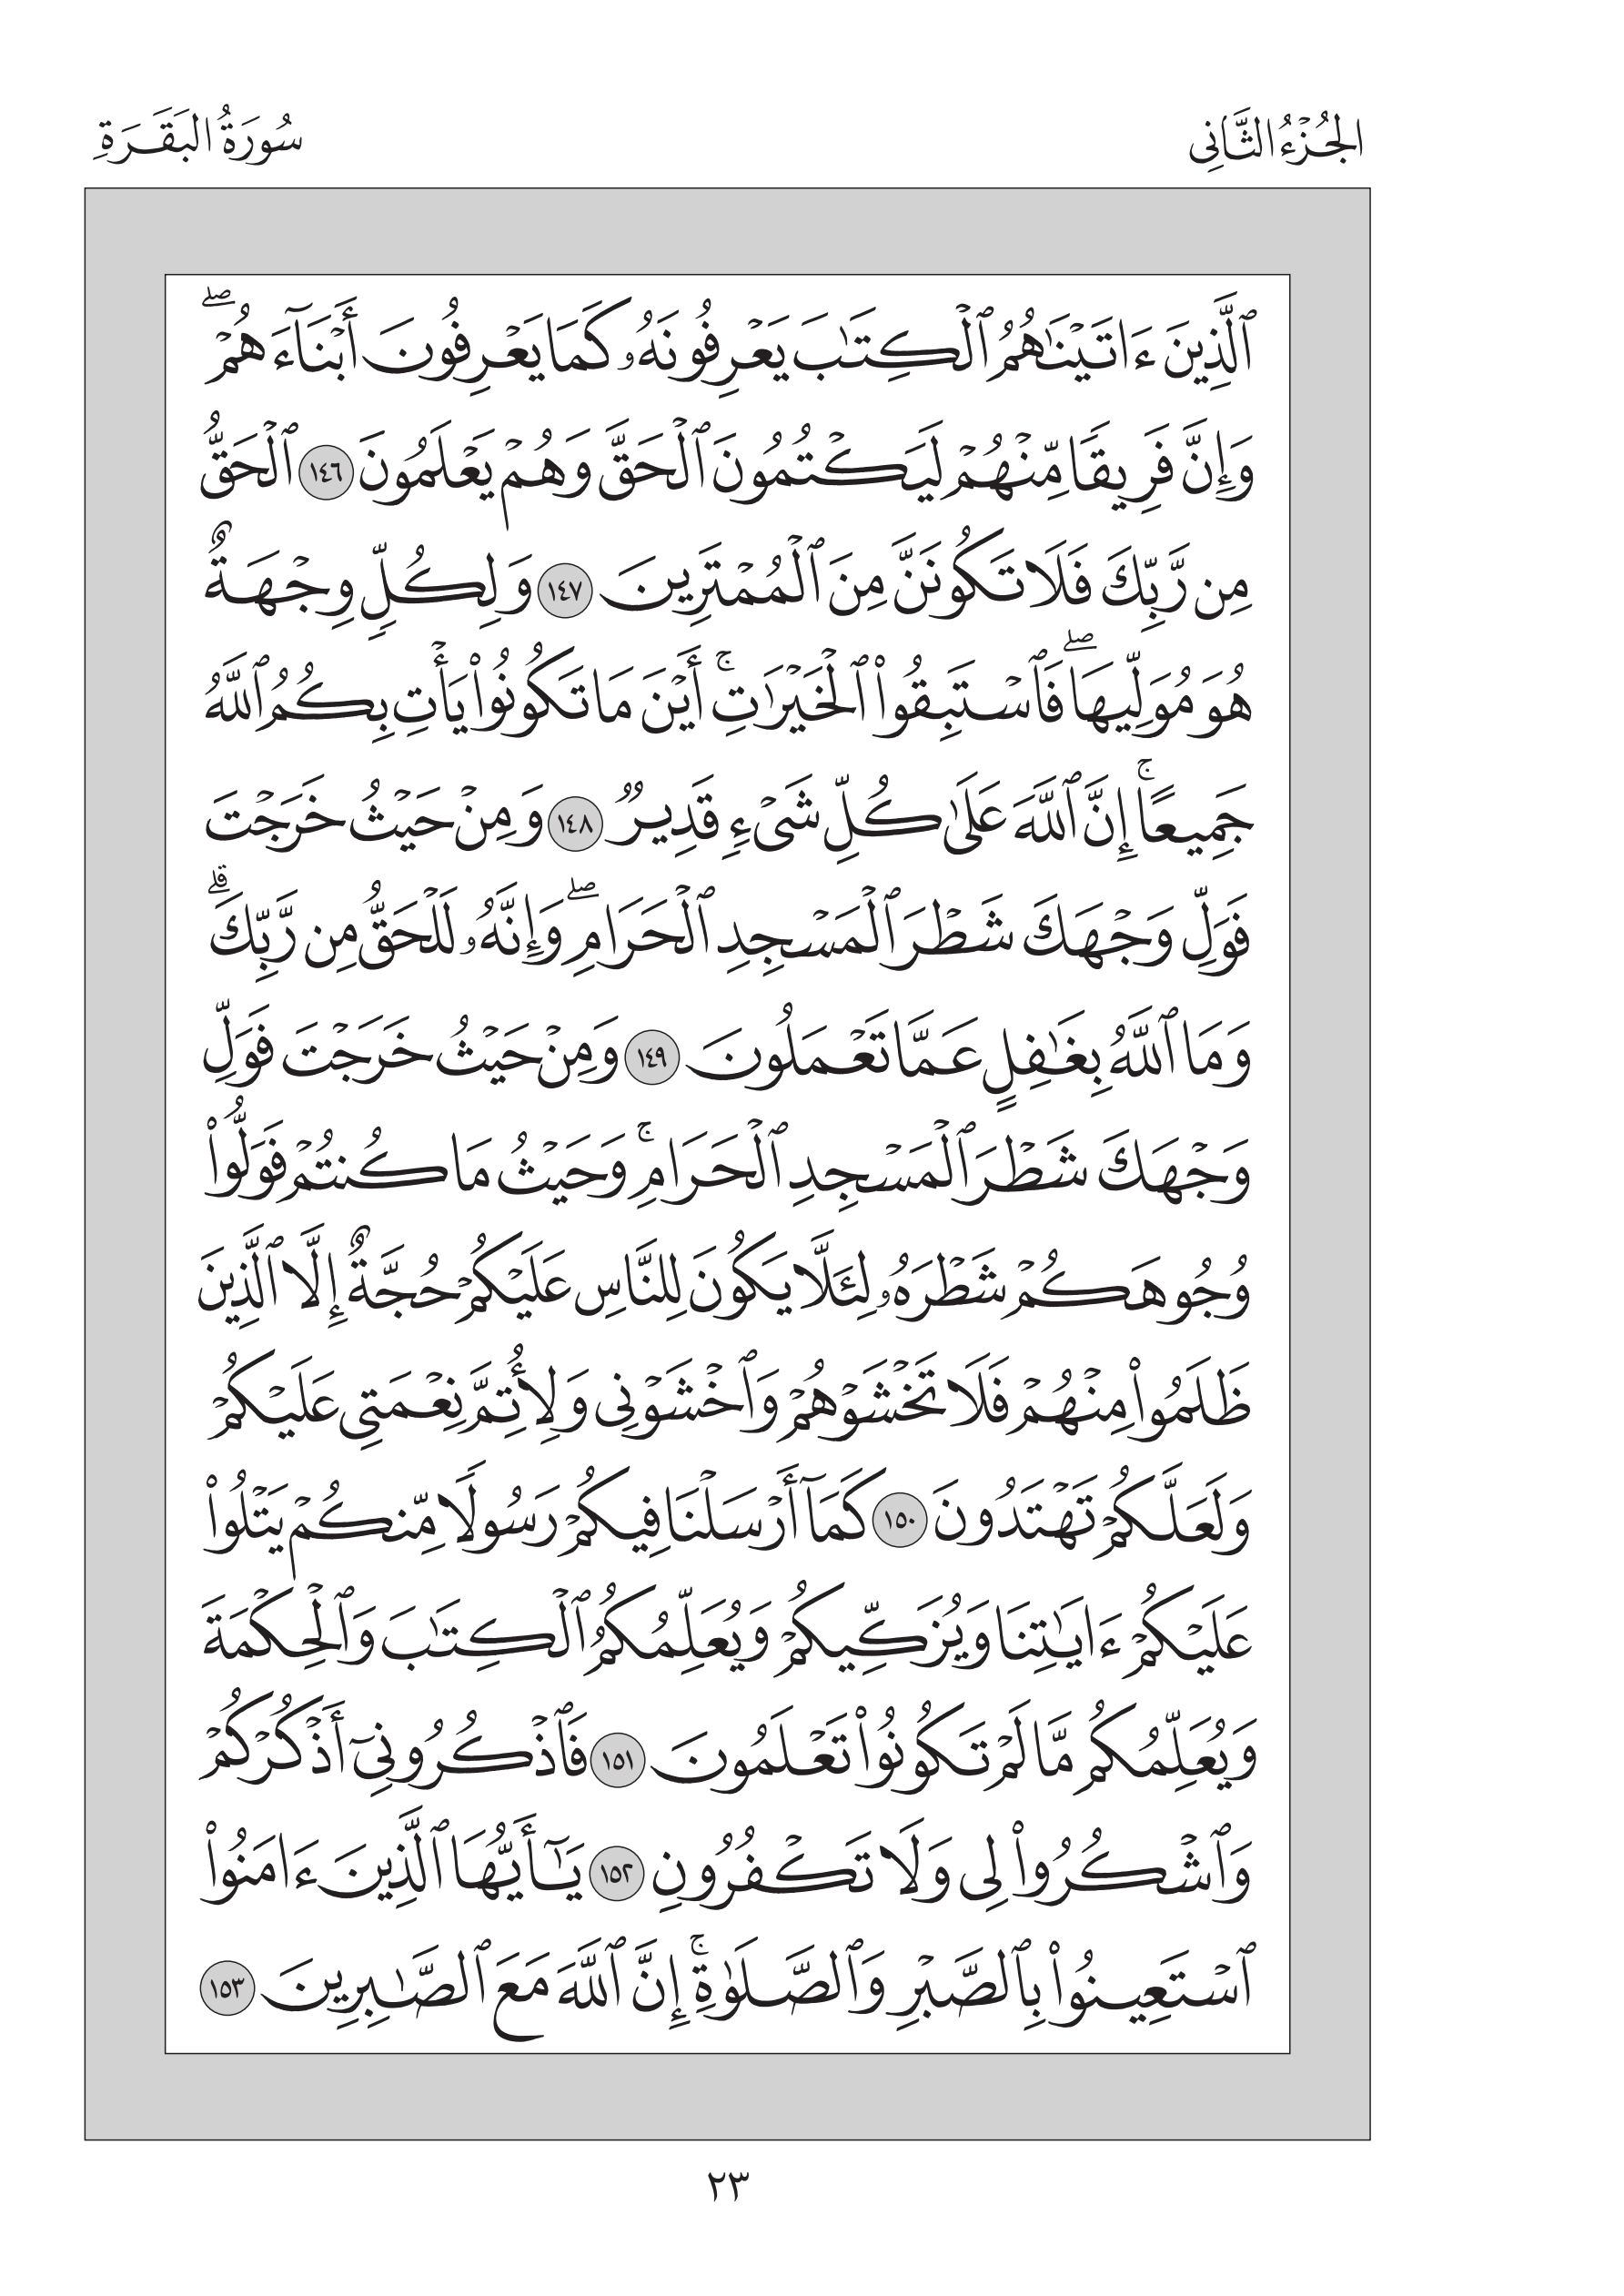 الجُزْءُ الثَّانِي
سُورَةُ البَقَرَةِ
ٱلَّذِينَ ءَاتَيۡنَٰهُمُ ٱلۡكِتَٰبَ يَعۡرِفُونَهُۥ كَمَا يَعۡرِفُونَ أَبۡنَآءَهُمۡۖ
وَإِنَّ فَرِيقٗا مِّنۡهُمۡ لَيَكۡتُمُونَ ٱلۡحَقَّ وَهُمۡ يَعۡلَمُونَ ١٤٦ ٱلۡحَقُّ
مِن رَّبِّكَ فَلَا تَكُونَنَّ مِنَ ٱلۡمُمۡتَرِينَ ١٤٧ وَلِكُلّٖ وِجۡهَةٌ
هُوَ مُوَلِّيهَاۖ فَٱسۡتَبِقُواْ ٱلۡخَيۡرَٰتِۚ أَيۡنَ مَا تَكُونُواْ يَأۡتِ بِكُمُ ٱللَّهُ
جَمِيعًاۚ إِنَّ ٱللَّهَ عَلَىٰ كُلِّ شَيۡءٖ قَدِيرٞ ١٤٨ وَمِنۡ حَيۡثُ خَرَجۡتَ
فَوَلِّ وَجۡهَكَ شَطۡرَ ٱلۡمَسۡجِدِ ٱلۡحَرَامِۖ وَإِنَّهُۥ لَلۡحَقُّ مِن رَّبِّكَۗ
وَمَا ٱللَّهُ بِغَٰفِلٍ عَمَّا تَعۡمَلُونَ ١٤٩ وَمِنۡ حَيۡثُ خَرَجۡتَ فَوَلِّ
وَجۡهَكَ شَطۡرَ ٱلۡمَسۡجِدِ ٱلۡحَرَامِۚ وَحَيۡثُ مَا كُنتُمۡ فَوَلُّواْ
وُجُوهَكُمۡ شَطۡرَهُۥ لِئَلَّا يَكُونَ لِلنَّاسِ عَلَيۡكُمۡ حُجَّةٌ إِلَّا ٱلَّذِينَ
ظَلَمُواْ مِنۡهُمۡ فَلَا تَخۡشَوۡهُمۡ وَٱخۡشَوۡنِي وَلِأُتِمَّ نِعۡمَتِي عَلَيۡكُمۡ
وَلَعَلَّكُمۡ تَهۡتَدُونَ ١٥٠ كَمَآ أَرۡسَلۡنَا فِيكُمۡ رَسُولٗا مِّنكُمۡ يَتۡلُواْ
عَلَيۡكُمۡ ءَايَٰتِنَا وَيُزَكِّيكُمۡ وَيُعَلِّمُكُمُ ٱلۡكِتَٰبَ وَٱلۡحِكۡمَةَ
وَيُعَلِّمُكُم مَّا لَمۡ تَكُونُواْ تَعۡلَمُونَ ١٥١ فَٱذۡكُرُونِيٓ أَذۡكُرۡكُمۡ
وَٱشۡكُرُواْ لِي وَلَا تَكۡفُرُونِ ١٥٢ يَٰٓأَيُّهَا ٱلَّذِينَ ءَامَنُواْ
ٱسۡتَعِينُواْ بِٱلصَّبۡرِ وَٱلصَّلَوٰةِۚ إِنَّ ٱللَّهَ مَعَ ٱلصَّٰبِرِينَ ١٥٣
٢٣